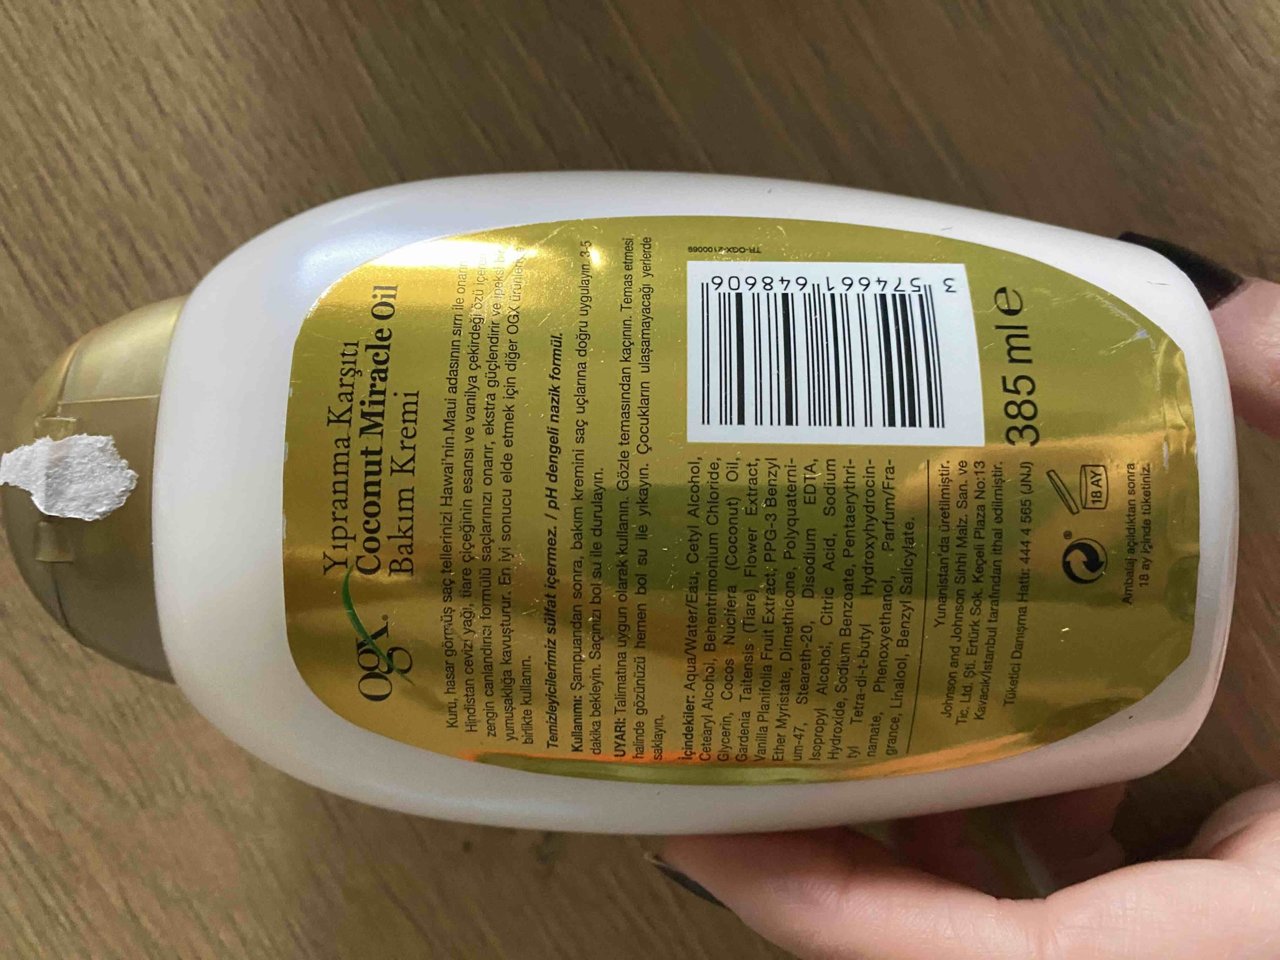 OGX.
Yıpranma Karşıtı
Coconut Miracle Oil
Bakım Kremi
Kuru, hasar görmüş saç tellerinizi Hawai'nin Maui adasının sırrı ile onarın
Hindistan cevizi yağı, tiare çiçeğinin esansı ve vanilya çekirdeği özü içeren
zengin canlandırıcı formülü saçlarınızı onarır, ekstra güçlendirir ve ipeksi
yumuşaklığa kavuşturur. En iyi sonucu elde etmek için diğer OGX ürünleri
birlikte kullanın.
Temizleyicilerimiz sülfat içermez. / pH dengeli nazik formül.
Kullanımı: Şampuandan sonra, bakım kremini saç uçlarına doğru uygulayın. 3-5
dakika bekleyin. Saçınızı bol su ile durulayın.
UYARI: Talimatına uygun olarak kullanın. Gözle temasından kaçının. Temas etmesi
halinde gözünüzü hemen bol su ile yıkayın. Çocukların ulaşamayacağı yerlerde
saklayın.
İçindekiler: Aqua/Water/Eau, Cetyl Alcohol,
Cetearyl Alcohol, Behentrimonium Chloride,
Glycerin, Cocos Nucifera (Coconut) Oil,
Gardenia Taitensis (Tiare) Flower Extract,
Vanilla Planifolia Fruit Extract, PPG-3 Benzyl
Ether Myristate, Dimethicone, Polyquaterni-
um-47, Steareth-20, Disodium EDTA,
Isopropyl Alcohol, Citric Acid, Sodium
Hydroxide, Sodium Benzoate, Pentaerythri-
tyl Tetra-di-t-butyl Hydroxyhydrocin-
namate, Phenoxyethanol, Parfum/Fra-
grance, Linalool, Benzyl Salicylate.
TR-OGX-2100069
3 574661 648606
Yunanistan'da üretilmiştir.
Johnson and Johnson Sıhhi Malz. San. ve
Tic. Ltd. Şti. Ertürk Sok. Keçeli Plaza No:13
Kavacık/İstanbul tarafından ithal edilmiştir.
Tüketici Danışma Hattı: 444 4 565 (JNJ)
385 ml e
18 AY
Ambalaj açıldıktan sonra
18 ay içinde tüketiniz.